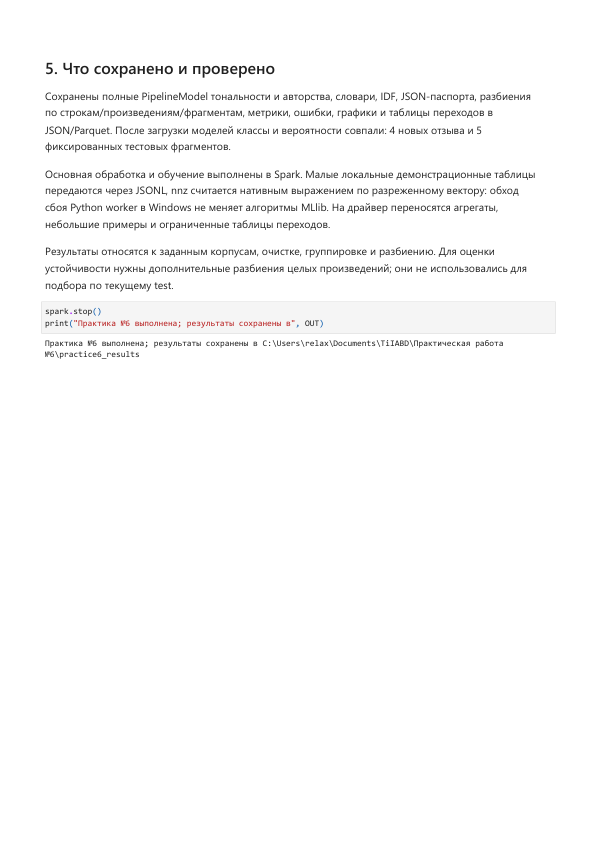 5. Что сохранено и проверено
Сохранены полные PipelineModel тональности и авторства, словари, IDF, JSON-паспорта, разбиения
по строкам/произведениям/фрагментам, метрики, ошибки, графики и таблицы переходов в
JSON/Parquet. После загрузки моделей классы и вероятности совпали: 4 новых отзыва и 5
фиксированных тестовых фрагментов.
Основная обработка и обучение выполнены в Spark. Малые локальные демонстрационные таблицы
передаются через JSONL, nnz считается нативным выражением по разреженному вектору: обход
сбоя Python worker в Windows не меняет алгоритмы MLlib. На драйвер переносятся агрегаты,
небольшие примеры и ограниченные таблицы переходов.
Результаты относятся к заданным корпусам, очистке, группировке и разбиению. Для оценки
устойчивости нужны дополнительные разбиения целых произведений; они не использовались для
подбора по текущему test.
spark.stop()
print("Практика №6 выполнена; результаты сохранены в", OUT)
Практика №6 выполнена; результаты сохранены в C:\Users\relax\Documents\TiIABD\Практическая работа
№6\practice6_results